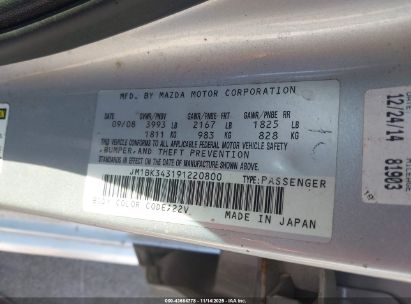 MFD. BY MAZDA MOTOR CORPORATION
DATE GVWR/PNBV GAWR/PNBE FRT GAWR/PNBE RR
09/08 3993 LB 2167 LB 1825 LB
1811 KG 983 KG 828 KG
THIS VEHICLE CONFORMS TO ALL APPLICABLE FEDERAL MOTOR VEHICLE SAFETY,
BUMPER, AND THEFT PREVENTION
STANDARDS IN EFFECT ON THE DATE OF MANUFACTURE SHOWN ABOVE.
JM1BK343191220800 TYPE:PASSENGER
BODY COLOR CODE:22V
MADE IN JAPAN
12/24/14 81903